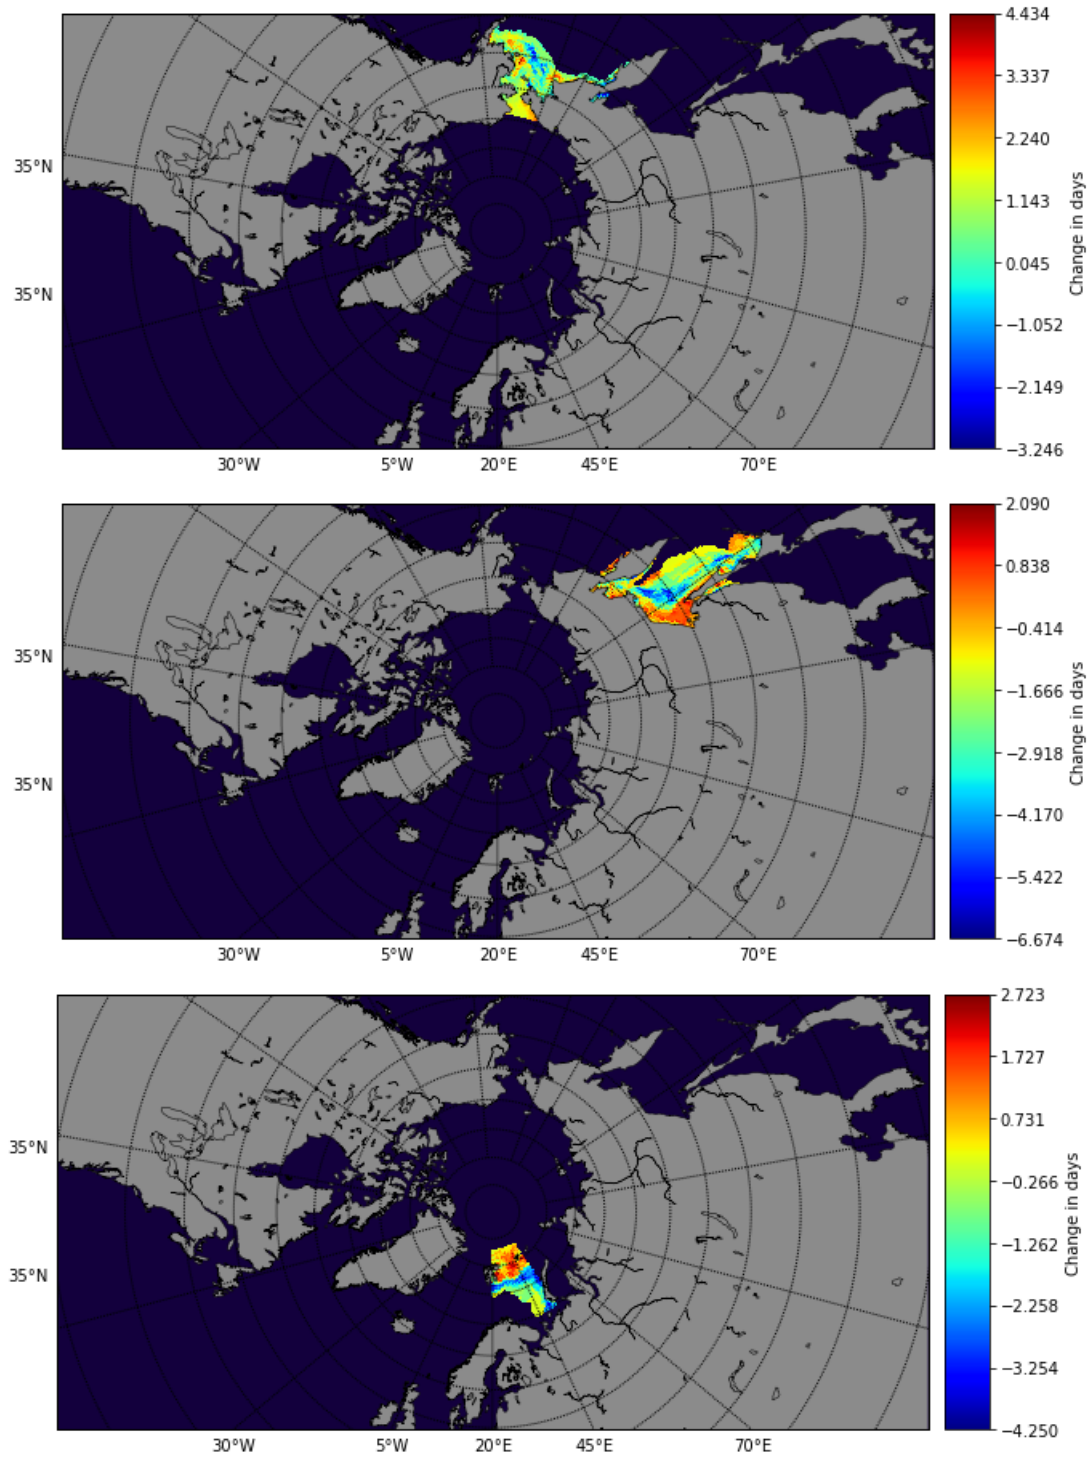 4.434
3.337
2.240
1.143
0.045
−1.052
−2.149
−3.246
Change in days
35°N
35°N
30°W 5°W 20°E 45°E 70°E
2.090
0.838
−0.414
−1.666
−2.918
−4.170
−5.422
−6.674
Change in days
35°N
35°N
30°W 5°W 20°E 45°E 70°E
2.723
1.727
0.731
−0.266
−1.262
−2.258
−3.254
−4.250
Change in days
35°N
35°N
30°W 5°W 20°E 45°E 70°E